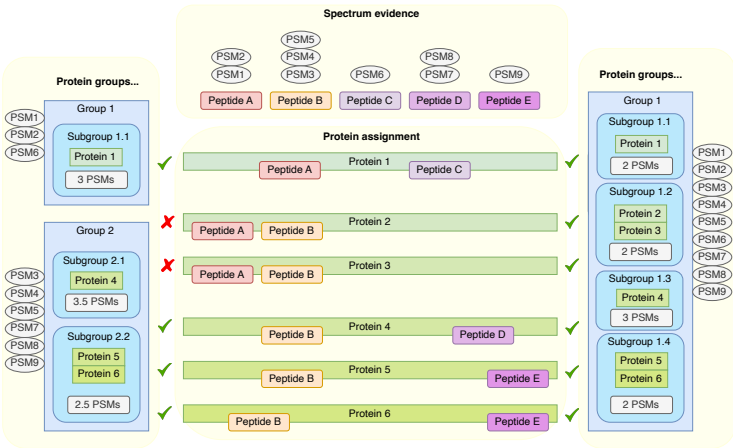 Spectrum evidence
PSM5
PSM2
PSM4
PSM8
PSM1
PSM3
PSM6
PSM7
PSM9
Peptide A
Peptide B
Peptide C
Peptide D
Peptide E
Protein groups...
Group 1
Subgroup 1.1
Protein 1
3 PSMs
PSM1
PSM2
PSM6
Group 2
Subgroup 2.1
Protein 4
3.5 PSMs
Subgroup 2.2
Protein 5
Protein 6
2.5 PSMs
PSM3
PSM4
PSM5
PSM7
PSM8
PSM9
Protein assignment
Protein 1
Peptide A
Peptide C
Protein 2
Peptide A
Peptide B
Protein 3
Peptide A
Peptide B
Protein 4
Peptide B
Peptide D
Protein 5
Peptide B
Peptide E
Protein 6
Peptide B
Peptide E
Protein groups...
Group 1
Subgroup 1.1
Protein 1
2 PSMs
Subgroup 1.2
Protein 2
Protein 3
2 PSMs
Subgroup 1.3
Protein 4
3 PSMs
Subgroup 1.4
Protein 5
Protein 6
2 PSMs
PSM1
PSM2
PSM3
PSM4
PSM5
PSM6
PSM7
PSM8
PSM9